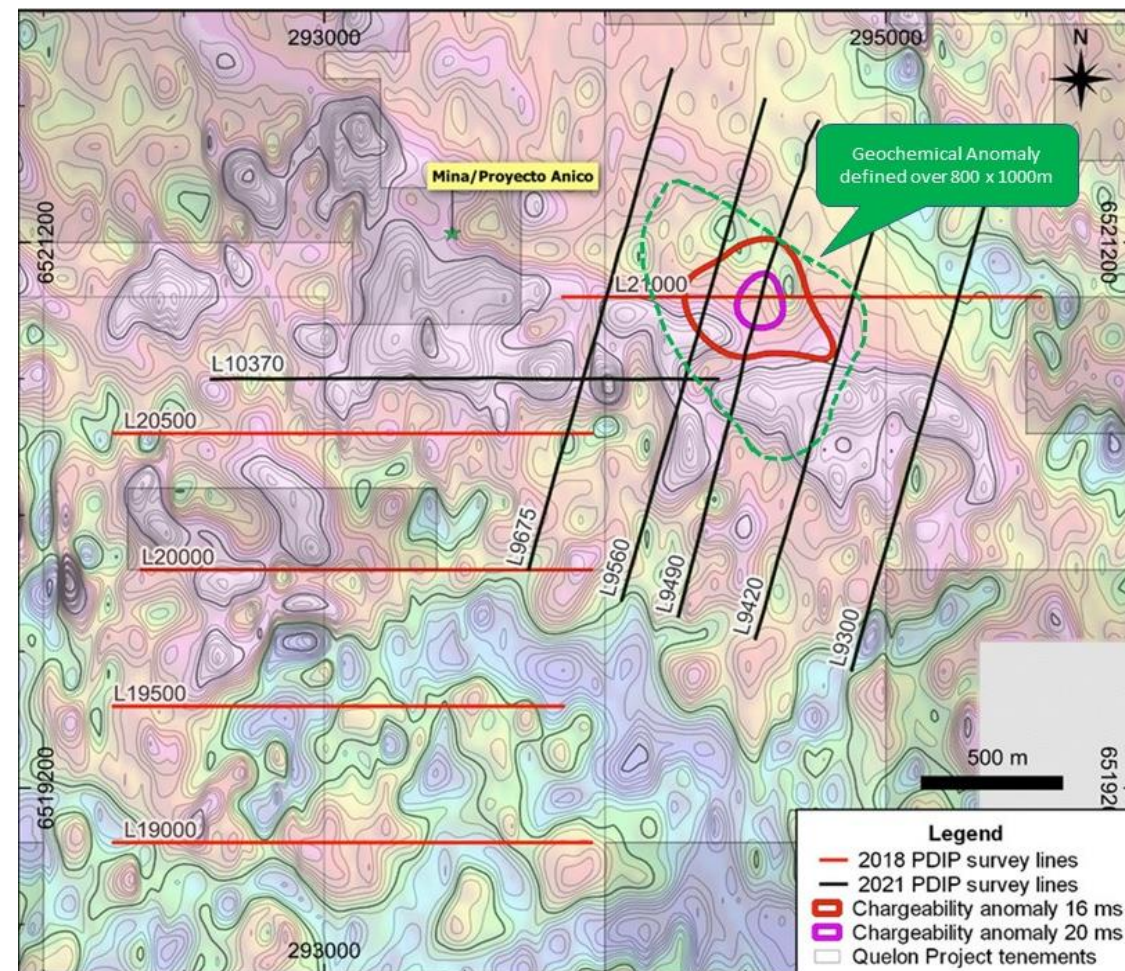 293000
295000
N
Geochemical Anomaly
defined over 800 x 1000m
Mina/Proyecto Anico
6521200
6521200
L21000
L10370
L20500
L9675
L20000
L9560
L9490
L9420
L9300
L19500
500 m
6519200
L19000
Legend
2018 PDIP survey lines
2021 PDIP survey lines
Chargeability anomaly 16 ms
Chargeability anomaly 20 ms
Quelon Project tenements
293000